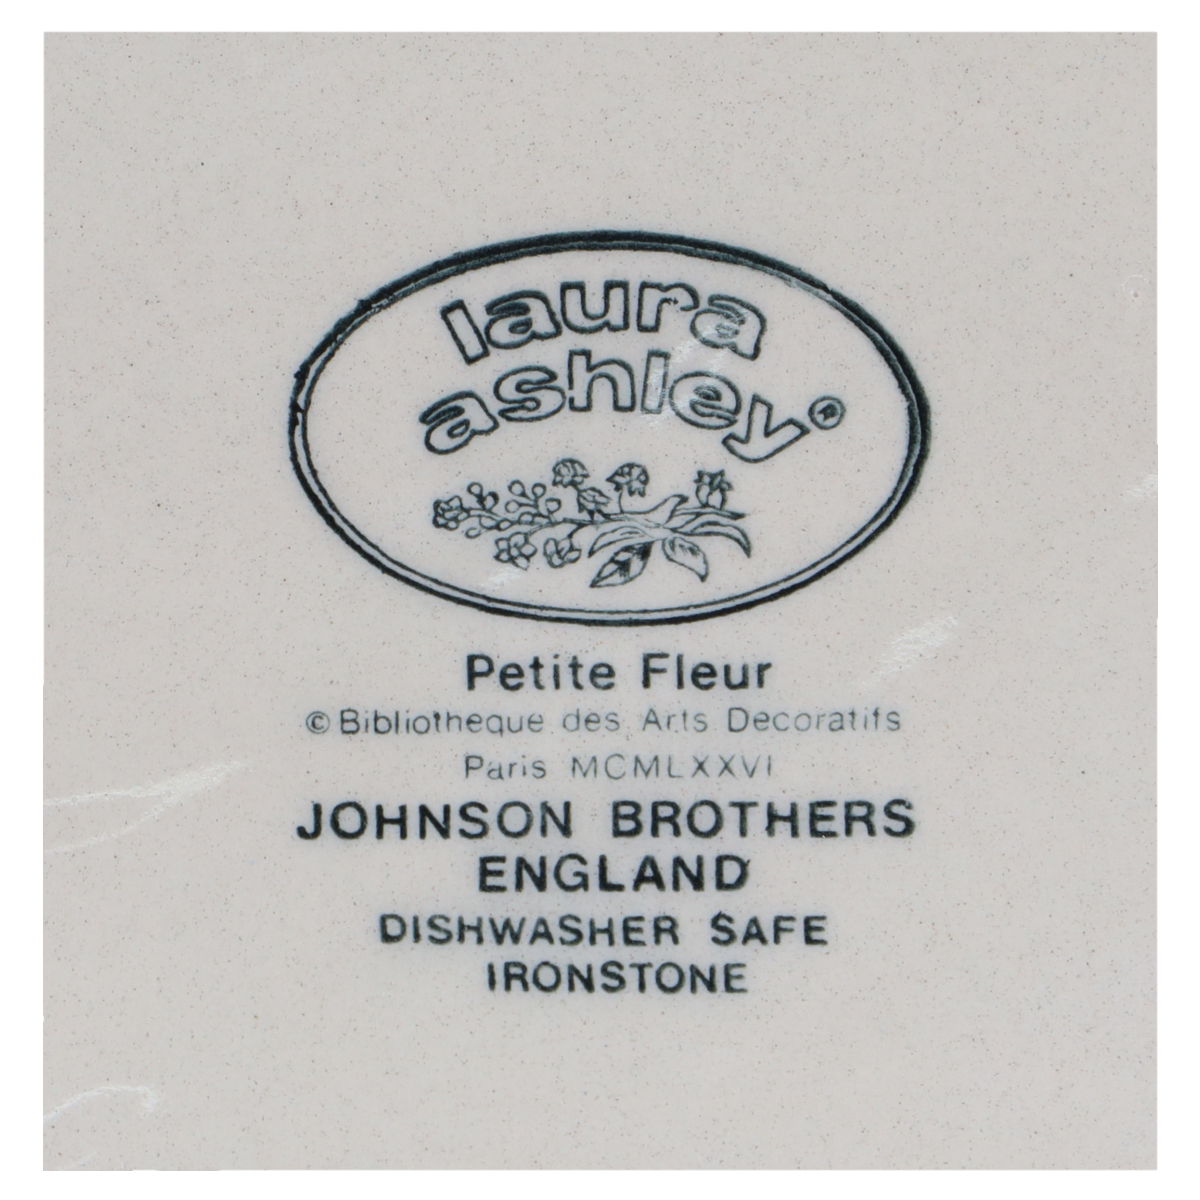 laura
ashley®
Petite Fleur
© Bibliotheque des Arts Decoratifs
Paris MCMLXXVI
JOHNSON BROTHERS
ENGLAND
DISHWASHER SAFE
IRONSTONE